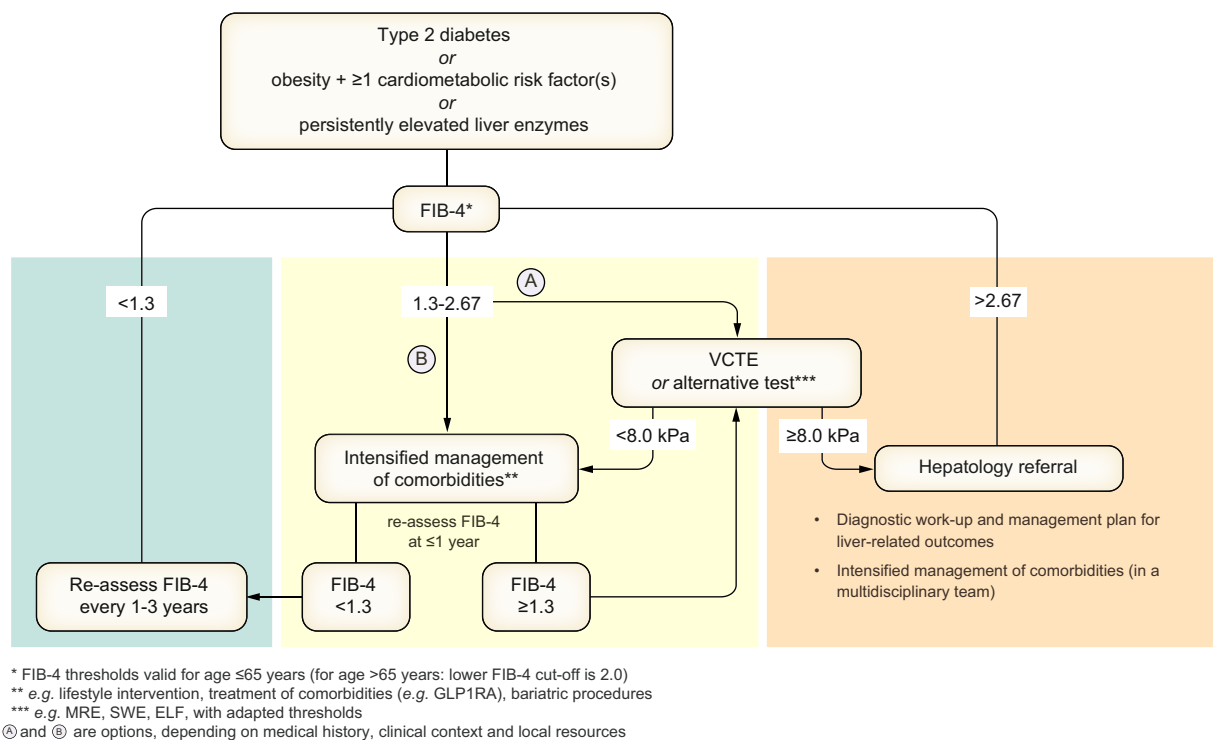 Type 2 diabetes
or
obesity + ≥1 cardiometabolic risk factor(s)
or
persistently elevated liver enzymes
FIB-4*
<1.3
1.3-2.67
A
>2.67
B
VCTE
or alternative test***
<8.0 kPa
≥8.0 kPa
Intensified management
of comorbidities**
Hepatology referral
re-assess FIB-4
at ≤1 year
• Diagnostic work-up and management plan for
liver-related outcomes
• Intensified management of comorbidities (in a
multidisciplinary team)
Re-assess FIB-4
every 1-3 years
FIB-4
<1.3
FIB-4
≥1.3
* FIB-4 thresholds valid for age ≤65 years (for age >65 years: lower FIB-4 cut-off is 2.0)
** e.g. lifestyle intervention, treatment of comorbidities (e.g. GLP1RA), bariatric procedures
*** e.g. MRE, SWE, ELF, with adapted thresholds
A and B are options, depending on medical history, clinical context and local resources